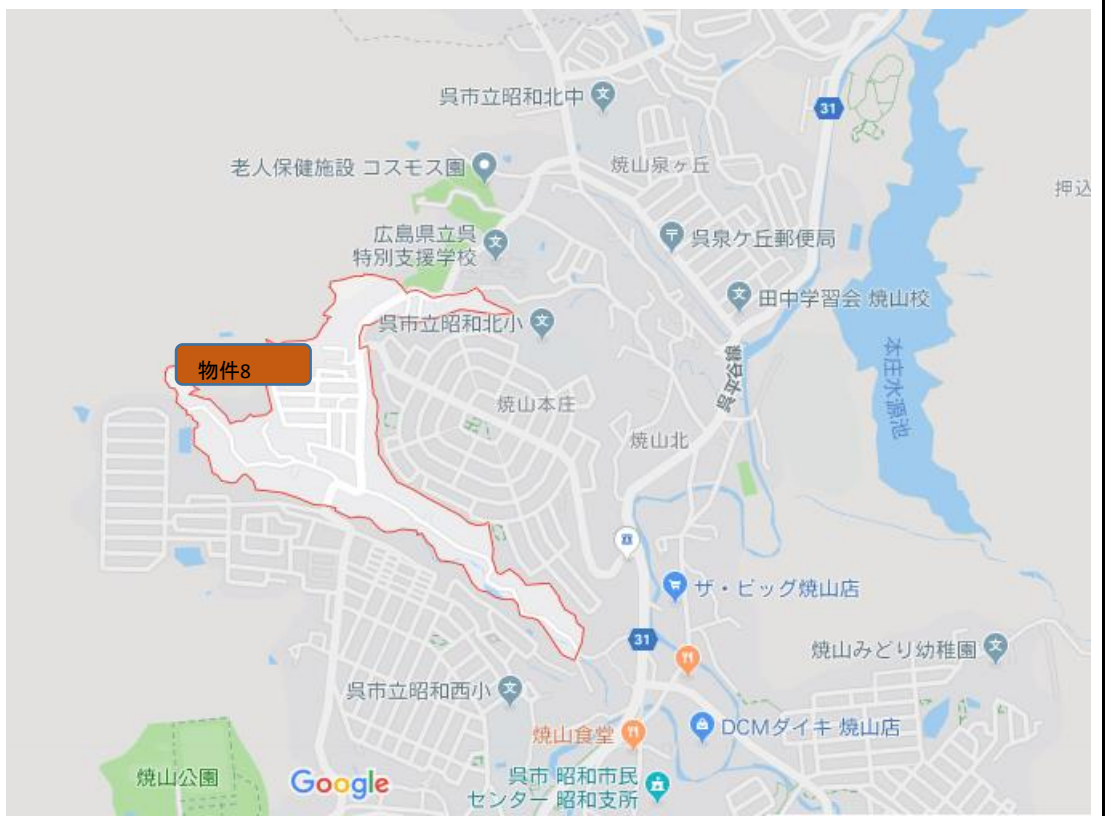 呉市立昭和北中
31
焼山泉ヶ丘
老人保健施設 コスモス園
押込
広島県立呉
特別支援学校
呉泉ケ丘郵便局
田中学習会 焼山校
呉市立昭和北小
物件8
本庄水源池
焼山本庄
焼山北
ザ・ビッグ焼山店
31
焼山みどり幼稚園
呉市立昭和西小
DCMダイキ 焼山店
焼山食堂
焼山公園
Google
呉市 昭和市民
センター 昭和支所